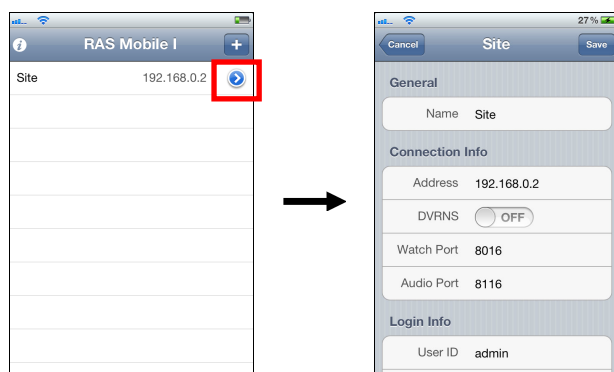 RAS Mobile I
+
Site 192.168.0.2
27%
Cancel Site Save
General
Name Site
Connection Info
Address 192.168.0.2
DVRNS OFF
Watch Port 8016
Audio Port 8116
Login Info
User ID admin